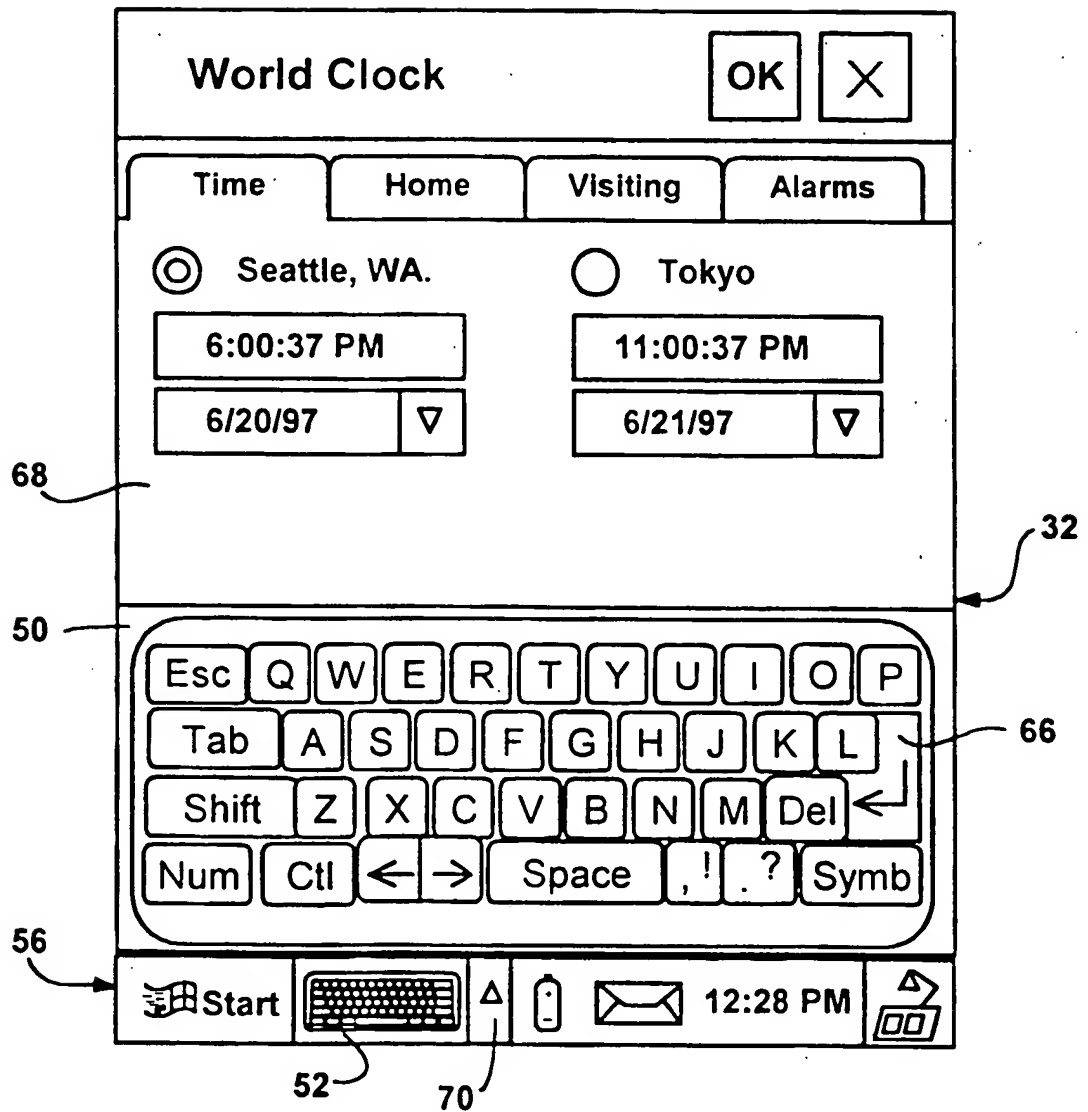 World Clock OK X
Time Home Visiting Alarms
Seattle, WA. Tokyo
6:00:37 PM 11:00:37 PM
6/20/97 6/21/97
68
32
50
Esc Q W E R T Y U I O P
Tab A S D F G H J K L
66
Shift Z X C V B N M Del
Num Ctl ← → Space , ! . ? Symb
56
Start 12:28 PM
52 70